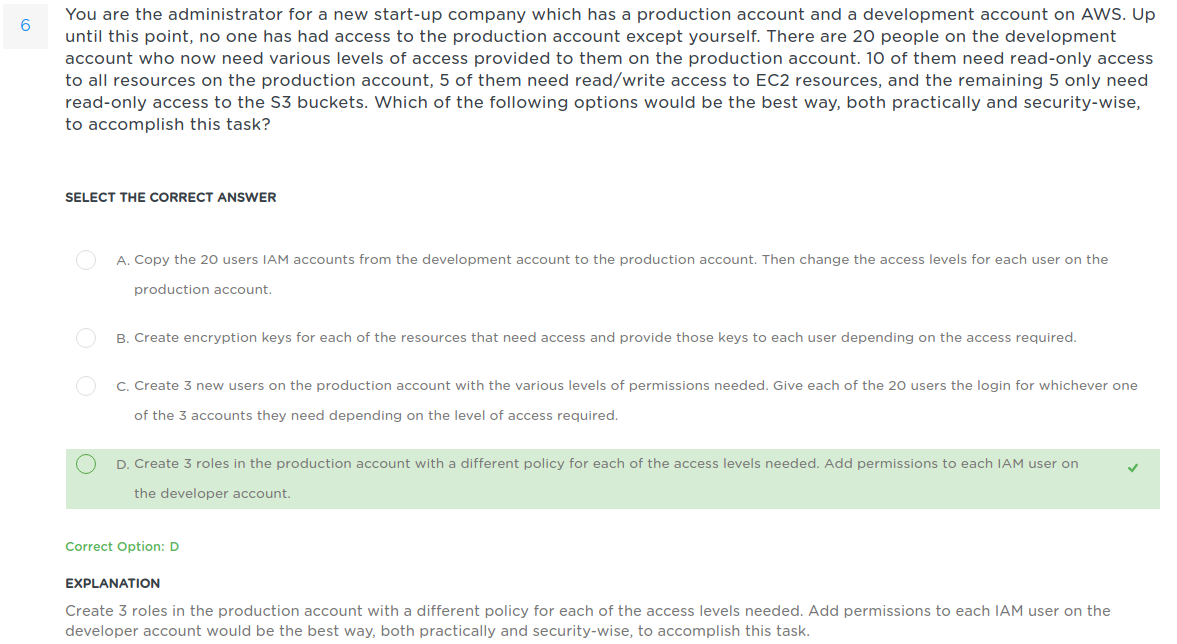 6
You are the administrator for a new start-up company which has a production account and a development account on AWS. Up
until this point, no one has had access to the production account except yourself. There are 20 people on the development
account who now need various levels of access provided to them on the production account. 10 of them need read-only access
to all resources on the production account, 5 of them need read/write access to EC2 resources, and the remaining 5 only need
read-only access to the S3 buckets. Which of the following options would be the best way, both practically and security-wise,
to accomplish this task?
SELECT THE CORRECT ANSWER
A. Copy the 20 users IAM accounts from the development account to the production account. Then change the access levels for each user on the
production account.
B. Create encryption keys for each of the resources that need access and provide those keys to each user depending on the access required.
C. Create 3 new users on the production account with the various levels of permissions needed. Give each of the 20 users the login for whichever one
of the 3 accounts they need depending on the level of access required.
D. Create 3 roles in the production account with a different policy for each of the access levels needed. Add permissions to each IAM user on
the developer account.
Correct Option: D
EXPLANATION
Create 3 roles in the production account with a different policy for each of the access levels needed. Add permissions to each IAM user on the
developer account would be the best way, both practically and security-wise, to accomplish this task.